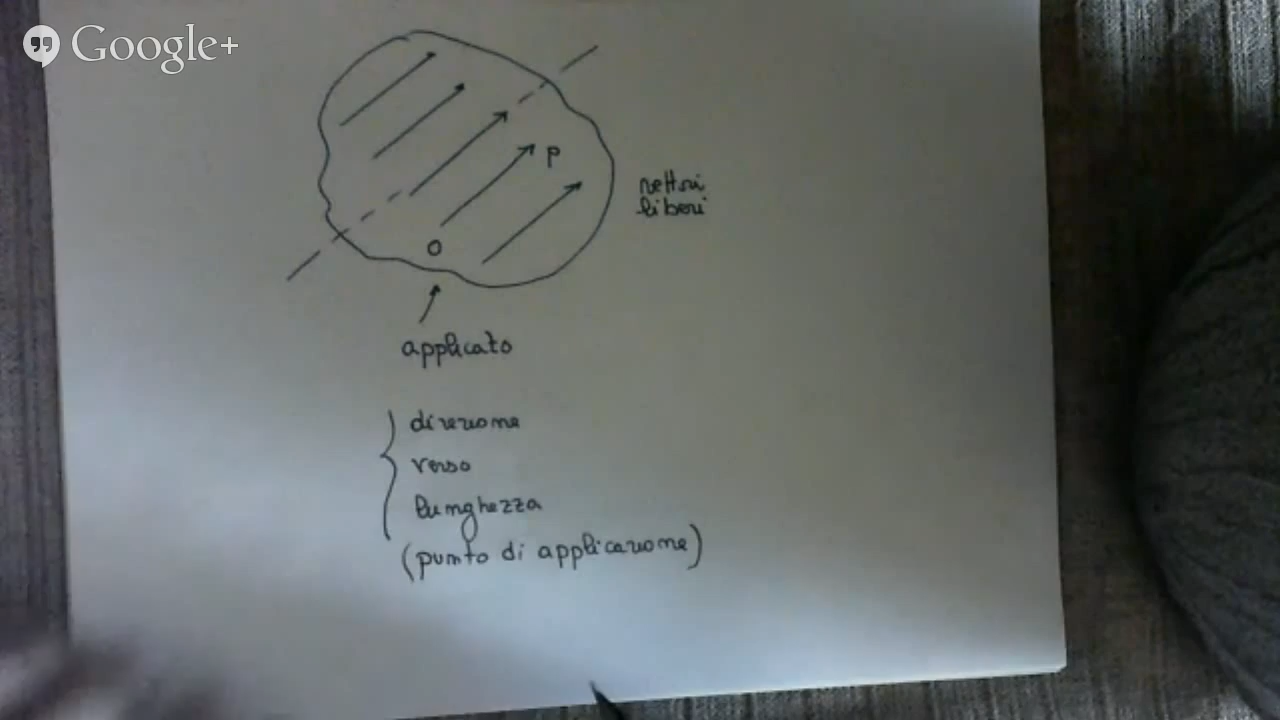 Google+
P
vettori
liberi
O
applicato
direzione
verso
lunghezza
(punto di applicazione)